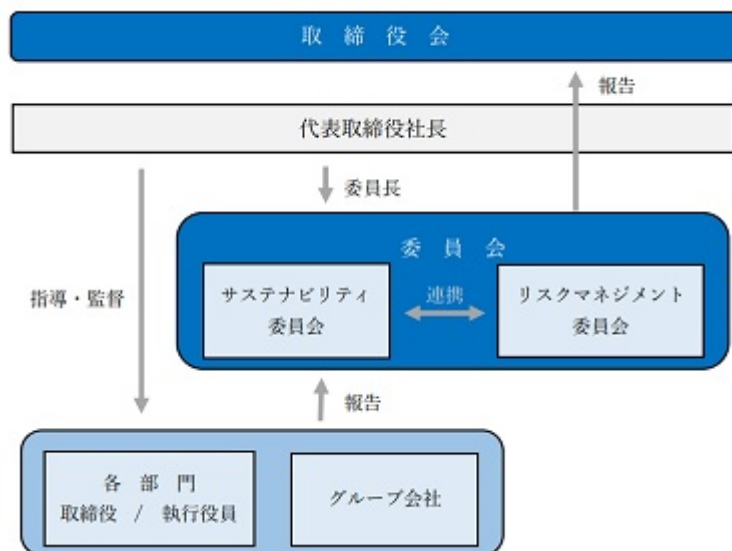 取 締 役 会
報告
代表取締役社長
委員長
委 員 会
指導・監督
サステナビリティ
委員会
連携
リスクマネジメント
委員会
報告
各 部 門
取締役 / 執行役員
グループ会社